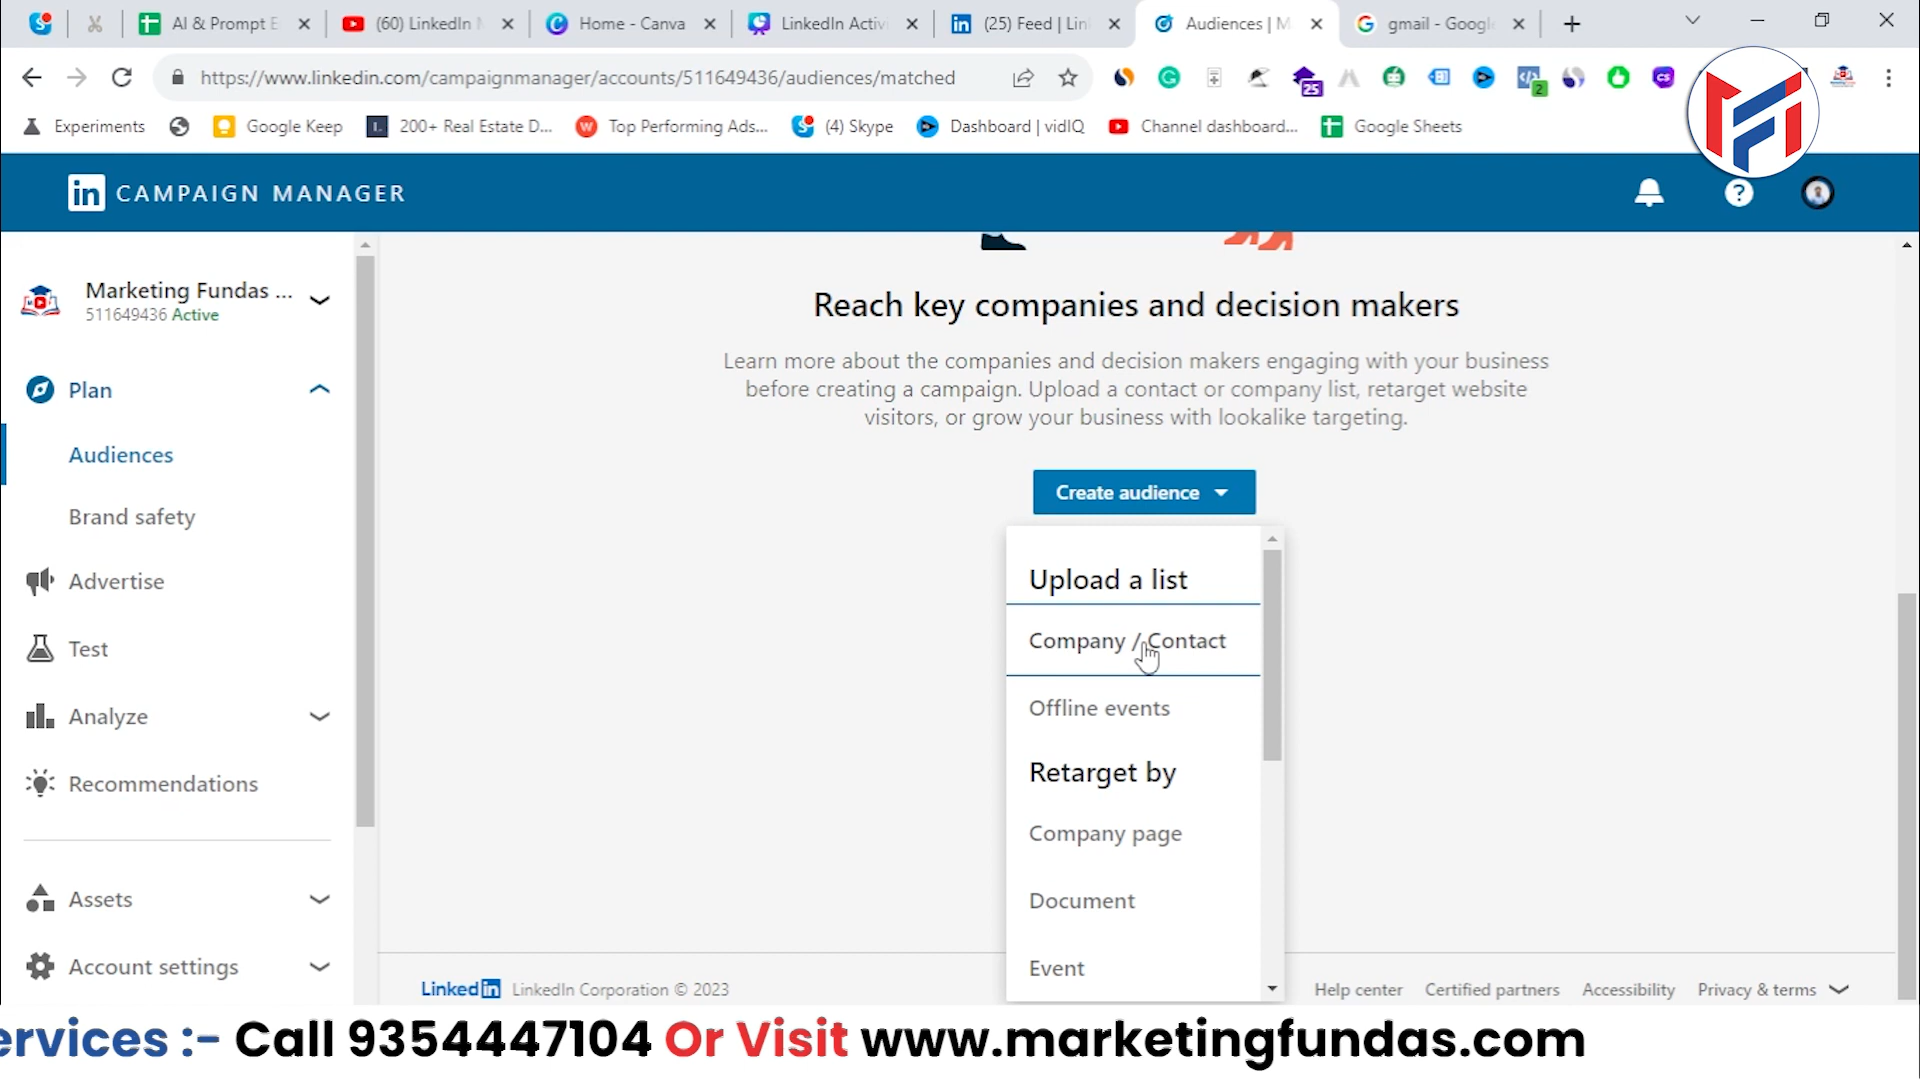 AI & Prompt E
(60) LinkedIn
Home - Canva
LinkedIn Activi
(25) Feed | Lin
Audiences | M
gmail - Google
https://www.linkedin.com/campaignmanager/accounts/511649436/audiences/matched
25
2
Experiments
Google Keep
200+ Real Estate D...
Top Performing Ads...
(4) Skype
Dashboard | vidIQ
Channel dashboard...
Google Sheets
in CAMPAIGN MANAGER
Marketing Fundas ...
511649436 Active
Plan
Audiences
Brand safety
Advertise
Test
Analyze
Recommendations
Assets
Account settings
Reach key companies and decision makers
Learn more about the companies and decision makers engaging with your business
before creating a campaign. Upload a contact or company list, retarget website
visitors, or grow your business with lookalike targeting.
Create audience
Upload a list
Company / Contact
Offline events
Retarget by
Company page
Document
Event
LinkedIn LinkedIn Corporation © 2023
Help center
Certified partners
Accessibility
Privacy & terms
ervices :- Call 9354447104 Or Visit www.marketingfundas.com